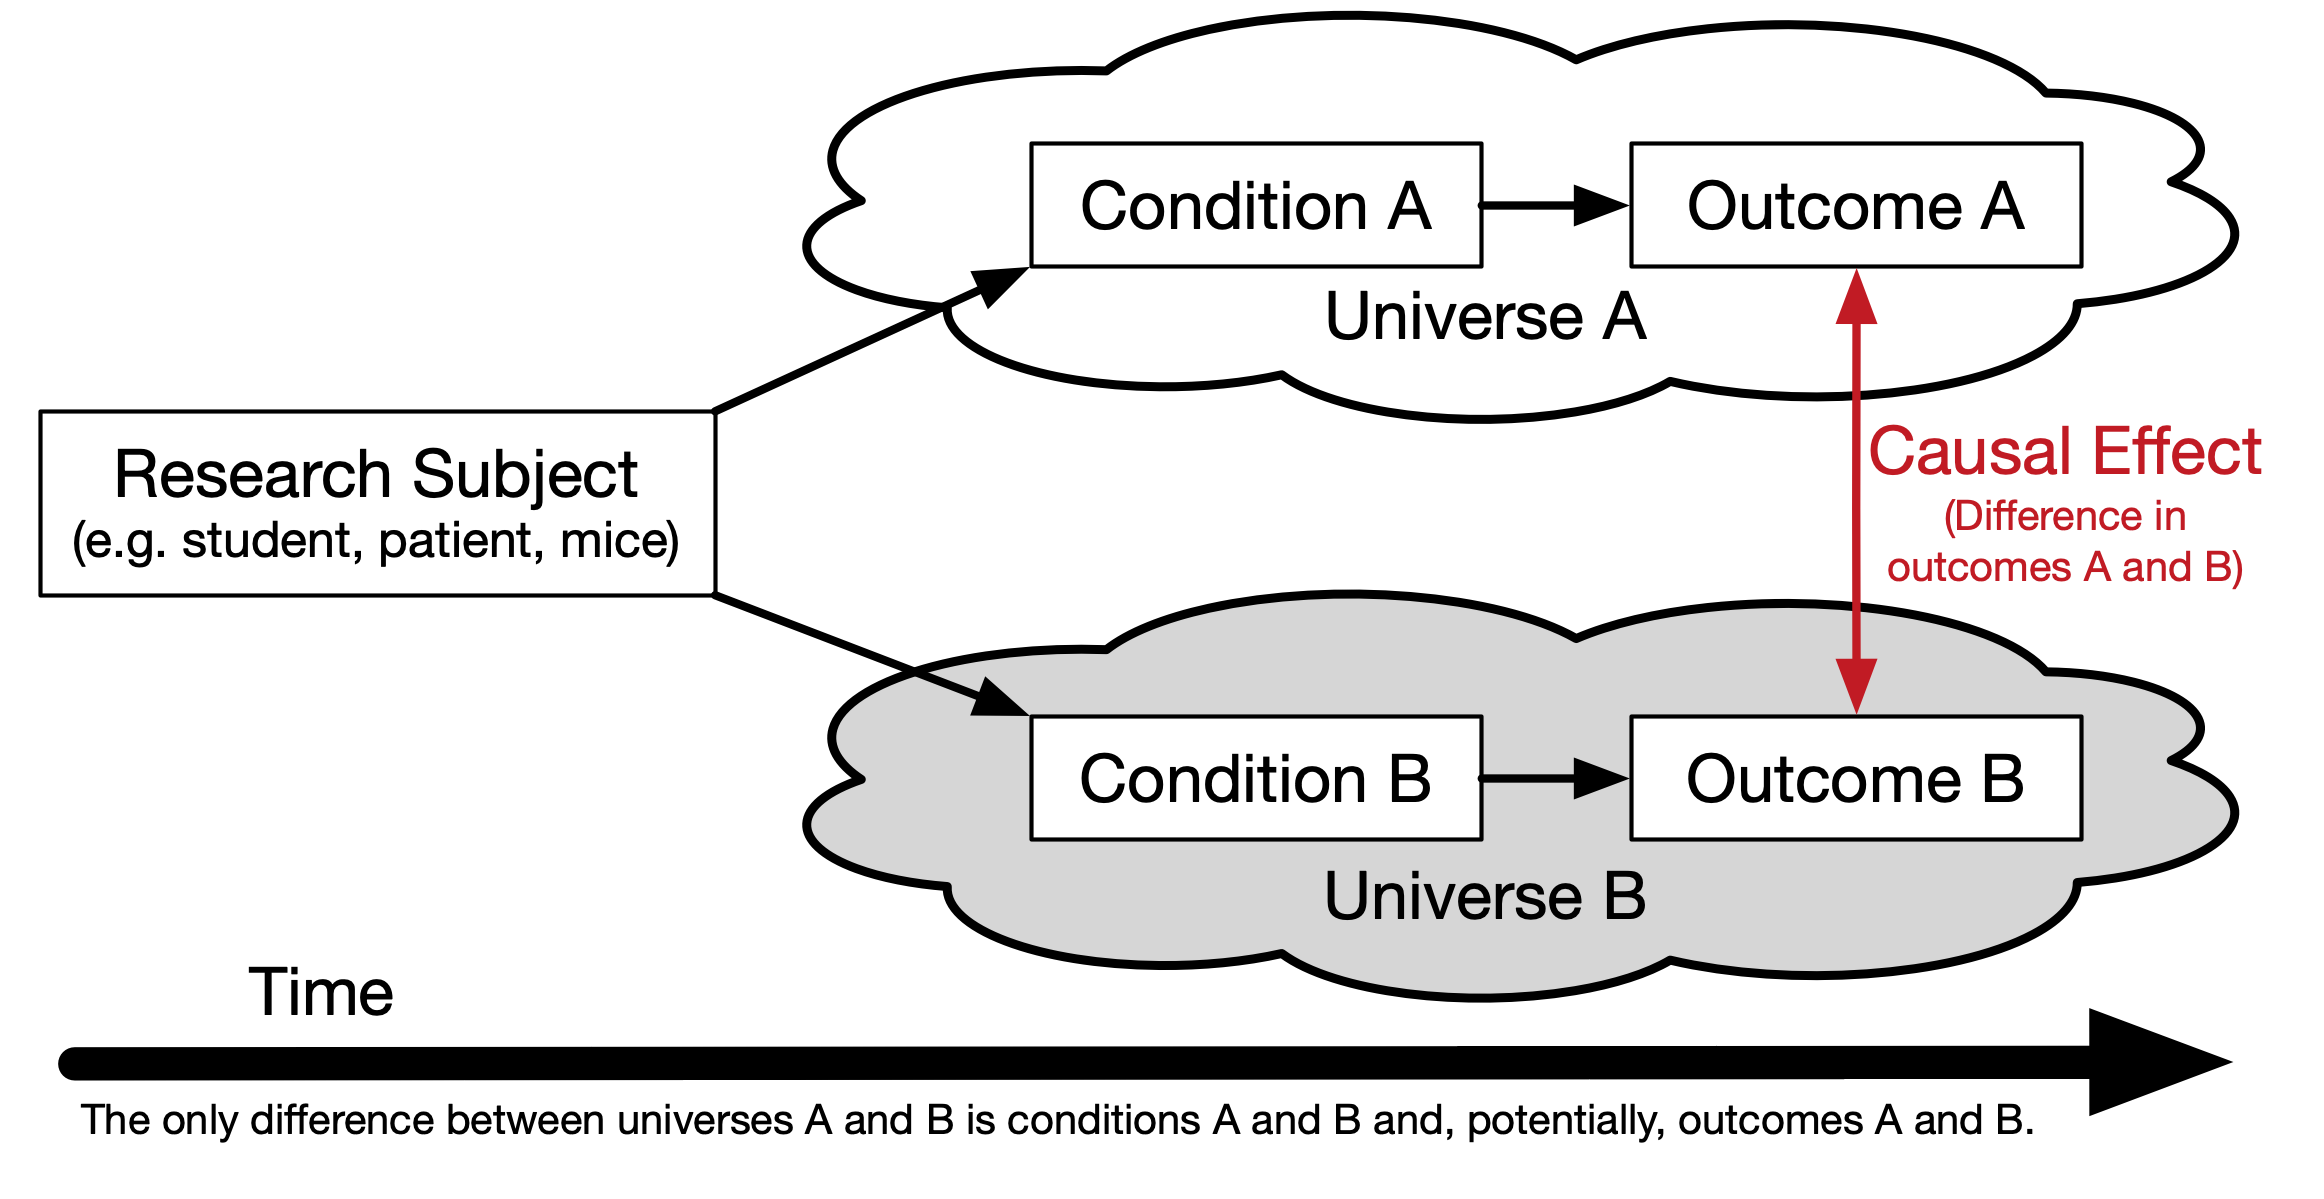 Condition A
Outcome A
Universe A
Research Subject
(e.g. student, patient, mice)
Causal Effect
(Difference in
outcomes A and B)
Condition B
Outcome B
Universe B
Time
The only difference between universes A and B is conditions A and B and, potentially, outcomes A and B.